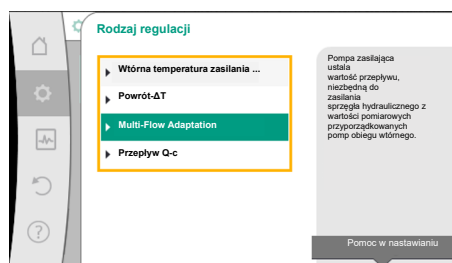 Rodzaj regulacji
Wtórna temperatura zasilania ...
Powrót-ΔT
Multi-Flow Adaptation
Przepływ Q-c
Pompa zasilająca
ustala
wartość przepływu,
niezbędną do
zasilania
sprzęgła hydraulicznego z
wartości pomiarowych
przyporządkowanych
pomp obiegu wtórnego.
Pomoc w nastawianiu